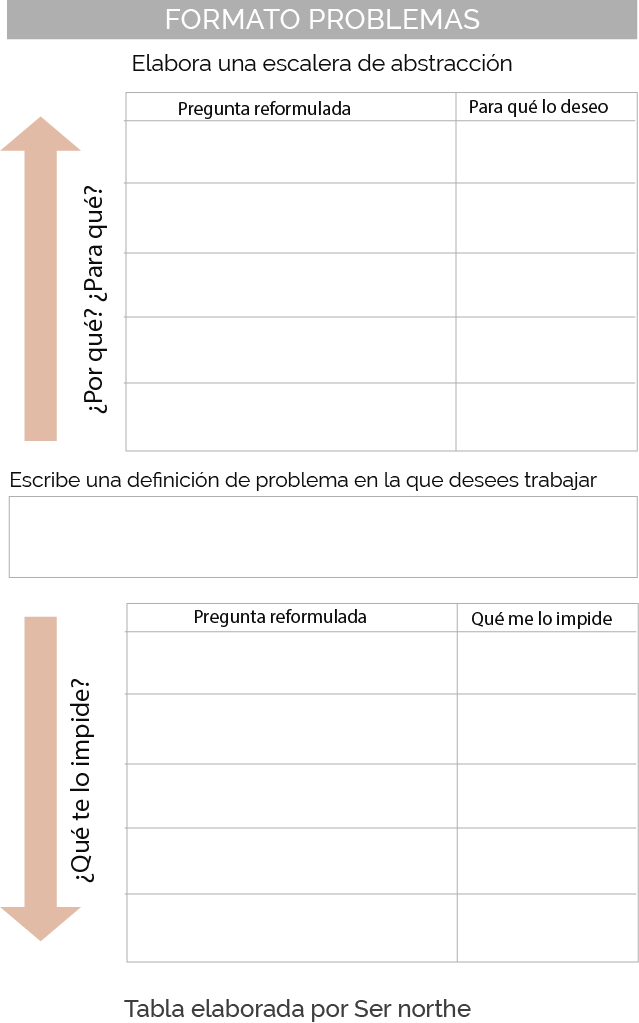 FORMATO PROBLEMAS
Elabora una escalera de abstracción
Pregunta reformulada
Para qué lo deseo
¿Por qué? ¿Para qué?
Escribe una definición de problema en la que desees trabajar
Pregunta reformulada
Qué me lo impide
¿Qué te lo impide?
Tabla elaborada por Ser northe